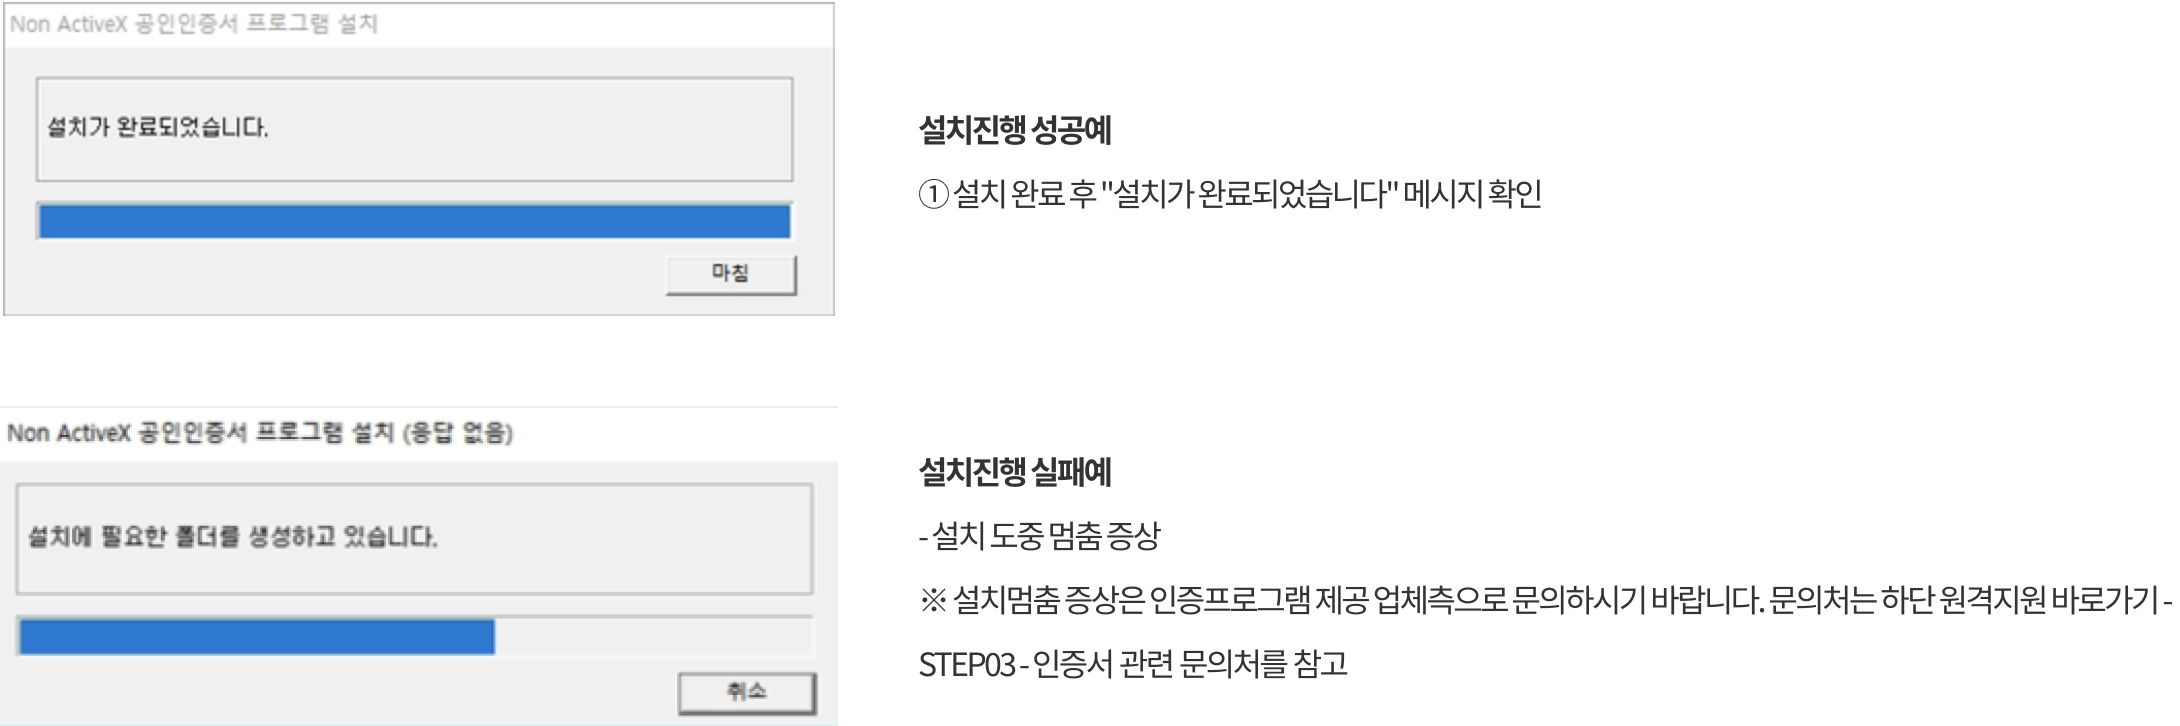 Non ActiveX 공인인증서 프로그램 설치
설치가 완료되었습니다.
마침
설치진행 성공예
① 설치 완료 후 "설치가 완료되었습니다" 메시지 확인
Non ActiveX 공인인증서 프로그램 설치 (응답 없음)
설치에 필요한 폴더를 생성하고 있습니다.
취소
설치진행 실패예
- 설치 도중 멈춤 증상
※ 설치멈춤 증상은 인증프로그램 제공 업체측으로 문의하시기 바랍니다. 문의처는 하단 원격지원 바로가기 -
STEP03 - 인증서 관련 문의처를 참고